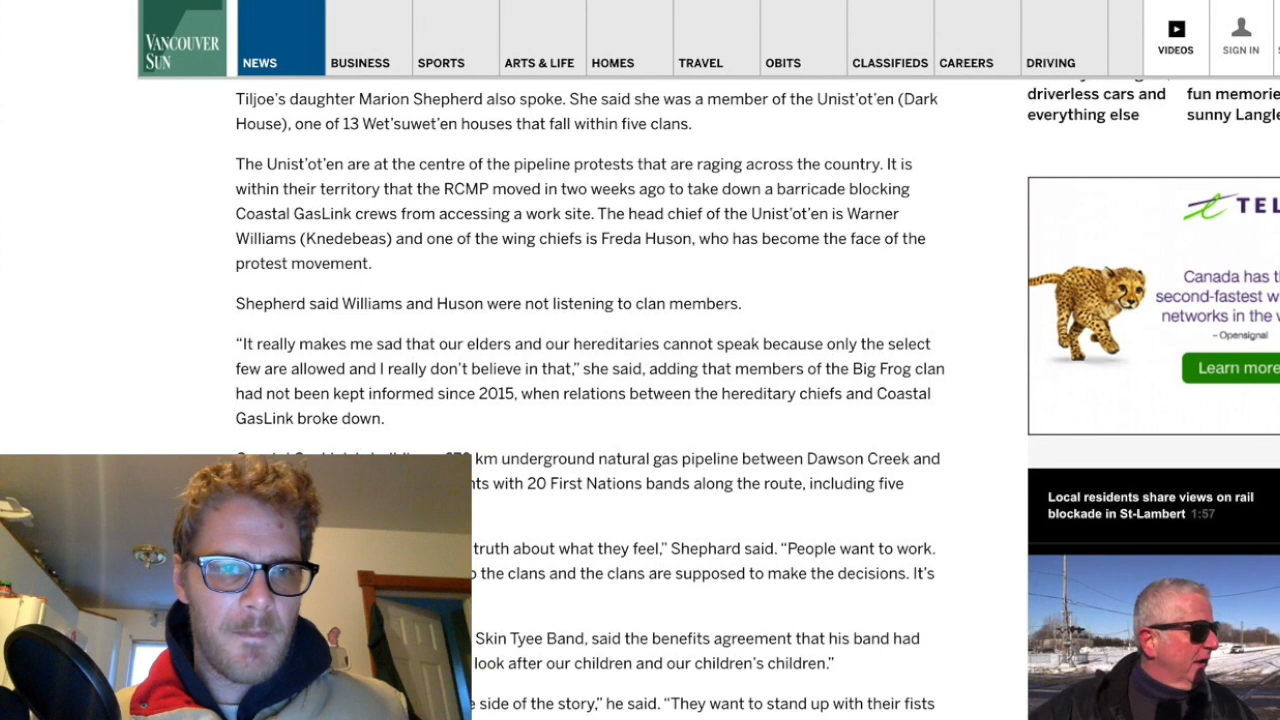 VANCOUVER
SUN
NEWS
BUSINESS
SPORTS
ARTS & LIFE
HOMES
TRAVEL
OBITS
CLASSIFIEDS
CAREERS
DRIVING
VIDEOS
SIGN IN
Tiljoe’s daughter Marion Shepherd also spoke. She said she was a member of the Unist’ot’en (Dark
House), one of 13 Wet’suwet’en houses that fall within five clans.
The Unist’ot’en are at the centre of the pipeline protests that are raging across the country. It is
within their territory that the RCMP moved in two weeks ago to take down a barricade blocking
Coastal GasLink crews from accessing a work site. The head chief of the Unist’ot’en is Warner
Williams (Knedebeas) and one of the wing chiefs is Freda Huson, who has become the face of the
protest movement.
Shepherd said Williams and Huson were not listening to clan members.
“It really makes me sad that our elders and our hereditaries cannot speak because only the select
few are allowed and I really don’t believe in that,” she said, adding that members of the Big Frog clan
had not been kept informed since 2015, when relations between the hereditary chiefs and Coastal
GasLink broke down.
km underground natural gas pipeline between Dawson Creek and
nts with 20 First Nations bands along the route, including five
truth about what they feel,” Shephard said. “People want to work.
the clans and the clans are supposed to make the decisions. It’s
Skin Tyee Band, said the benefits agreement that his band had
look after our children and our children’s children.”
side of the story,” he said. “They want to stand up with their fists
driverless cars and
everything else
fun memorie
sunny Langle
TEL
Canada has t
second-fastest w
networks in the
– Opensignal
Learn more
Local residents share views on rail
blockade in St-Lambert 1:57